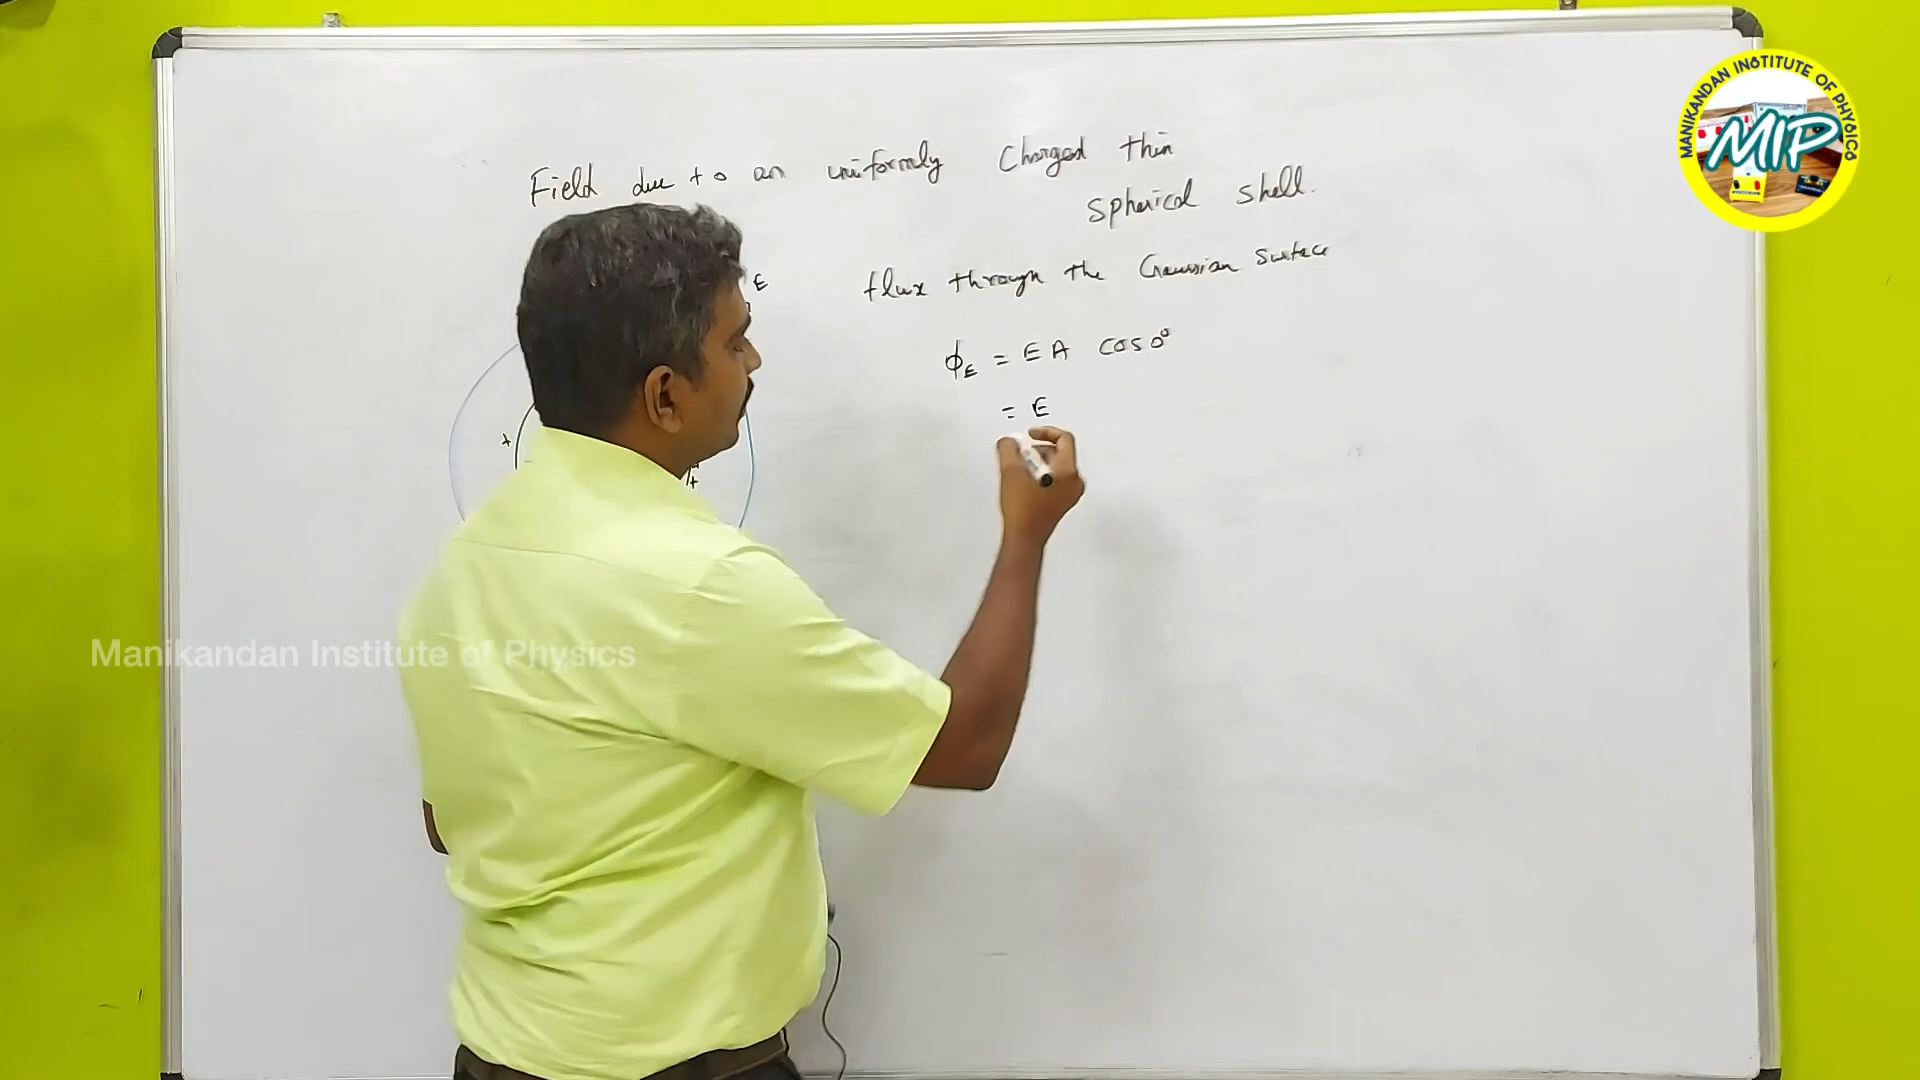 Field due to an uniformly Charged thin
Spherical shell.
E
flux through the Gaussian Surface
ϕE = EA cos 0°
= E
+
+
MANIKANDAN INSTITUTE OF PHYSICS
MIP
Manikandan Institute of Physics